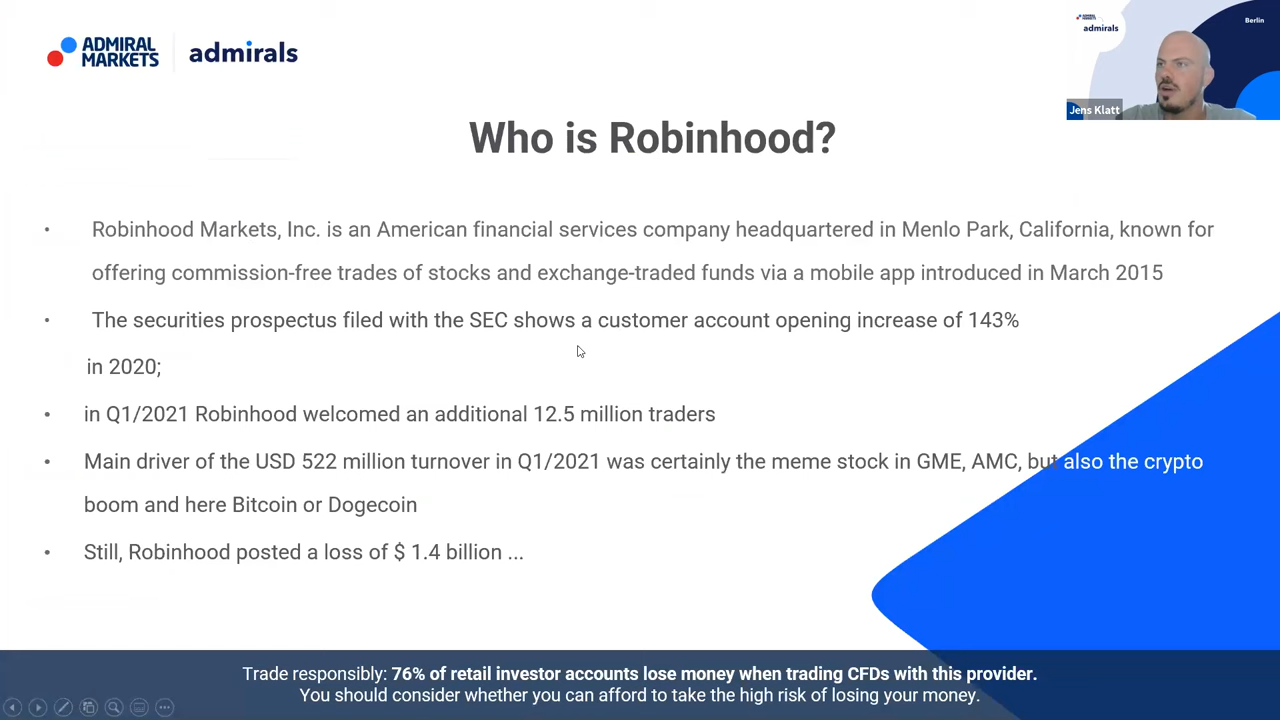 ADMIRAL
MARKETS
admirals
ADMIRAL
MARKETS
admirals
Berlin
Jens Klatt
Who is Robinhood?
• Robinhood Markets, Inc. is an American financial services company headquartered in Menlo Park, California, known for
offering commission-free trades of stocks and exchange-traded funds via a mobile app introduced in March 2015
• The securities prospectus filed with the SEC shows a customer account opening increase of 143%
in 2020;
• in Q1/2021 Robinhood welcomed an additional 12.5 million traders
• Main driver of the USD 522 million turnover in Q1/2021 was certainly the meme stock in GME, AMC, but also the crypto
boom and here Bitcoin or Dogecoin
• Still, Robinhood posted a loss of $ 1.4 billion ...
Trade responsibly: 76% of retail investor accounts lose money when trading CFDs with this provider.
You should consider whether you can afford to take the high risk of losing your money.